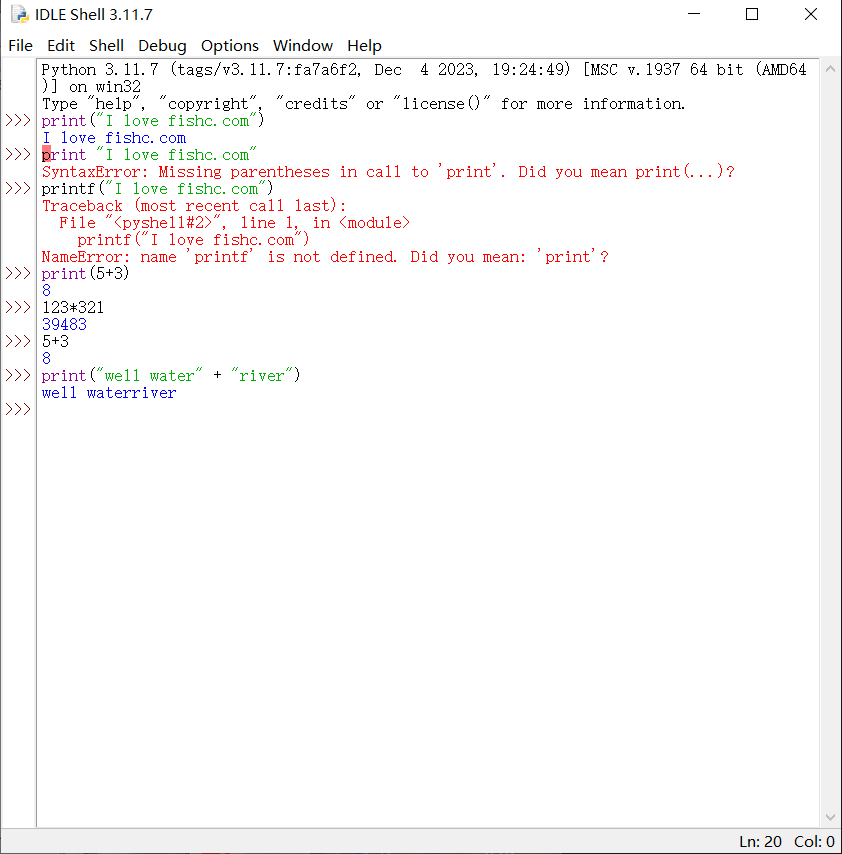 IDLE Shell 3.11.7
File Edit Shell Debug Options Window Help
Python 3.11.7 (tags/v3.11.7:fa7a6f2, Dec  4 2023, 19:24:49) [MSC v.1937 64 bit (AMD64
)] on win32
Type "help", "copyright", "credits" or "license()" for more information.
>>> print("I love fishc.com")
I love fishc.com
>>> print "I love fishc.com"
SyntaxError: Missing parentheses in call to 'print'. Did you mean print(...)?
>>> printf("I love fishc.com")
Traceback (most recent call last):
  File "<pyshell#2>", line 1, in <module>
    printf("I love fishc.com")
NameError: name 'printf' is not defined. Did you mean: 'print'?
>>> print(5+3)
8
>>> 123*321
39483
>>> 5+3
8
>>> print("well water" + "river")
well waterriver
>>>
Ln: 20 Col: 0